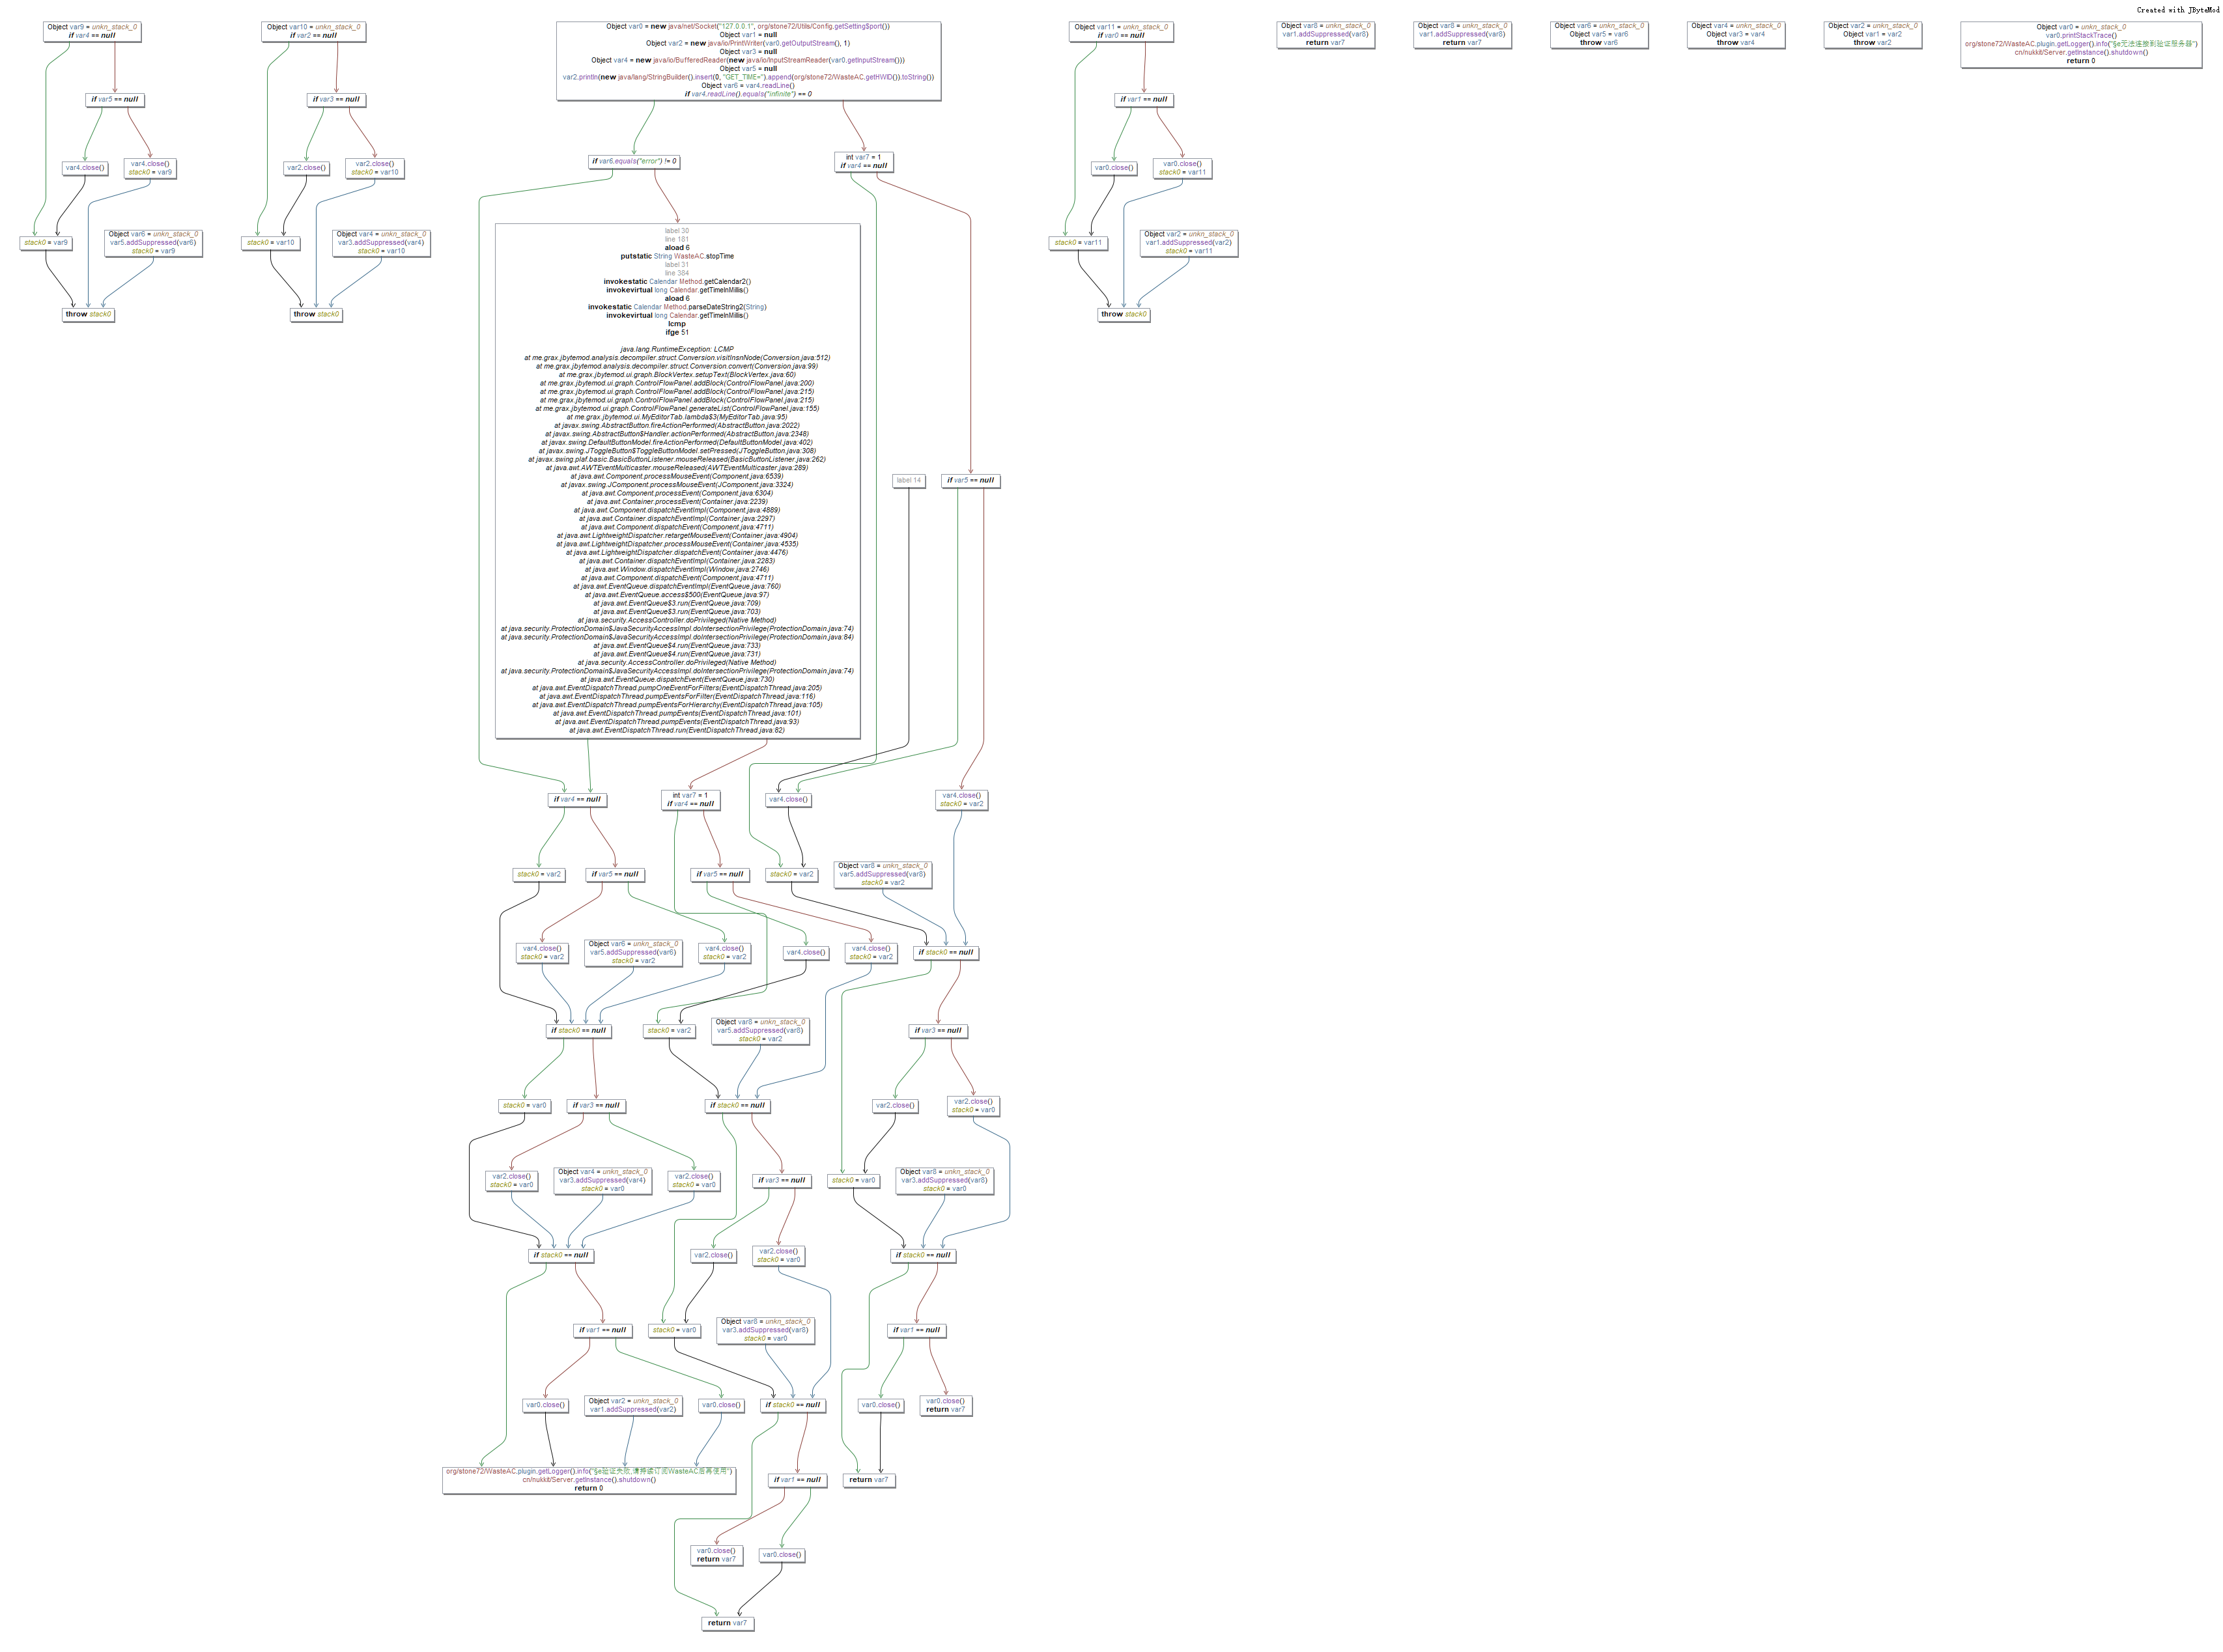 Created with JByteMod
Object var9 = unkn_stack_0
if var4 == null
Object var10 = unkn_stack_0
if var2 == null
Object var0 = new java/net/Socket("127.0.0.1", org/stone72/Utils/Config.getSetting$port())
Object var1 = null
Object var2 = new java/io/PrintWriter(var0.getOutputStream(), 1)
Object var3 = null
Object var4 = new java/io/BufferedReader(new java/io/InputStreamReader(var0.getInputStream()))
Object var5 = null
var2.println(new java/lang/StringBuilder().insert(0, "GET_TIME=").append(org/stone72/WasteAC.getHWID()).toString())
Object var6 = var4.readLine()
if var4.readLine().equals("infinite") == 0
Object var11 = unkn_stack_0
if var0 == null
Object var8 = unkn_stack_0
var1.addSuppressed(var8)
return var7
Object var8 = unkn_stack_0
var1.addSuppressed(var8)
return var7
Object var6 = unkn_stack_0
Object var5 = var6
throw var6
Object var4 = unkn_stack_0
Object var3 = var4
throw var4
Object var2 = unkn_stack_0
Object var1 = var2
throw var2
Object var0 = unkn_stack_0
var0.printStackTrace()
org/stone72/WasteAC.plugin.getLogger().info("§e无法连接到验证服务器")
cn/nukkit/Server.getInstance().shutdown()
return 0
if var5 == null
if var3 == null
if var1 == null
var4.close()
var4.close()
stack0 = var9
var2.close()
var2.close()
stack0 = var10
if var6.equals("error") != 0
int var7 = 1
if var4 == null
var0.close()
var0.close()
stack0 = var11
stack0 = var9
Object var6 = unkn_stack_0
var5.addSuppressed(var6)
stack0 = var9
stack0 = var10
Object var4 = unkn_stack_0
var3.addSuppressed(var4)
stack0 = var10
stack0 = var11
Object var2 = unkn_stack_0
var1.addSuppressed(var2)
stack0 = var11
throw stack0
throw stack0
throw stack0
label 30
line 181
aload 6
putstatic String WasteAC.stopTime
label 31
line 384
invokestatic Calendar Method.getCalendar2()
invokevirtual long Calendar.getTimeInMillis()
aload 6
invokestatic Calendar Method.parseDateString2(String)
invokevirtual long Calendar.getTimeInMillis()
lcmp
ifge 51
java.lang.RuntimeException: LCMP
at me.grax.jbytemod.analysis.decompiler.struct.Conversion.visitInsnNode(Conversion.java:512)
at me.grax.jbytemod.analysis.decompiler.struct.Conversion.convert(Conversion.java:99)
at me.grax.jbytemod.ui.graph.BlockVertex.setupText(BlockVertex.java:60)
at me.grax.jbytemod.ui.graph.ControlFlowPanel.addBlock(ControlFlowPanel.java:200)
at me.grax.jbytemod.ui.graph.ControlFlowPanel.addBlock(ControlFlowPanel.java:215)
at me.grax.jbytemod.ui.graph.ControlFlowPanel.addBlock(ControlFlowPanel.java:215)
at me.grax.jbytemod.ui.graph.ControlFlowPanel.generateList(ControlFlowPanel.java:155)
at me.grax.jbytemod.ui.MyEditorTab.lambda$3(MyEditorTab.java:95)
at javax.swing.AbstractButton.fireActionPerformed(AbstractButton.java:2022)
at javax.swing.AbstractButton$Handler.actionPerformed(AbstractButton.java:2348)
at javax.swing.DefaultButtonModel.fireActionPerformed(DefaultButtonModel.java:402)
at javax.swing.JToggleButton$ToggleButtonModel.setPressed(JToggleButton.java:308)
at javax.swing.plaf.basic.BasicButtonListener.mouseReleased(BasicButtonListener.java:262)
at java.awt.AWTEventMulticaster.mouseReleased(AWTEventMulticaster.java:289)
at java.awt.Component.processMouseEvent(Component.java:6539)
at javax.swing.JComponent.processMouseEvent(JComponent.java:3324)
at java.awt.Component.processEvent(Component.java:6304)
at java.awt.Container.processEvent(Container.java:2239)
at java.awt.Component.dispatchEventImpl(Component.java:4889)
at java.awt.Container.dispatchEventImpl(Container.java:2297)
at java.awt.Component.dispatchEvent(Component.java:4711)
at java.awt.LightweightDispatcher.retargetMouseEvent(Container.java:4904)
at java.awt.LightweightDispatcher.processMouseEvent(Container.java:4535)
at java.awt.LightweightDispatcher.dispatchEvent(Container.java:4476)
at java.awt.Container.dispatchEventImpl(Container.java:2283)
at java.awt.Window.dispatchEventImpl(Window.java:2746)
at java.awt.Component.dispatchEvent(Component.java:4711)
at java.awt.EventQueue.dispatchEventImpl(EventQueue.java:760)
at java.awt.EventQueue.access$500(EventQueue.java:97)
at java.awt.EventQueue$3.run(EventQueue.java:709)
at java.awt.EventQueue$3.run(EventQueue.java:703)
at java.security.AccessController.doPrivileged(Native Method)
at java.security.ProtectionDomain$JavaSecurityAccessImpl.doIntersectionPrivilege(ProtectionDomain.java:74)
at java.security.ProtectionDomain$JavaSecurityAccessImpl.doIntersectionPrivilege(ProtectionDomain.java:84)
at java.awt.EventQueue$4.run(EventQueue.java:733)
at java.awt.EventQueue$4.run(EventQueue.java:731)
at java.security.AccessController.doPrivileged(Native Method)
at java.security.ProtectionDomain$JavaSecurityAccessImpl.doIntersectionPrivilege(ProtectionDomain.java:74)
at java.awt.EventQueue.dispatchEvent(EventQueue.java:730)
at java.awt.EventDispatchThread.pumpOneEventForFilters(EventDispatchThread.java:205)
at java.awt.EventDispatchThread.pumpEventsForFilter(EventDispatchThread.java:116)
at java.awt.EventDispatchThread.pumpEventsForHierarchy(EventDispatchThread.java:105)
at java.awt.EventDispatchThread.pumpEvents(EventDispatchThread.java:101)
at java.awt.EventDispatchThread.pumpEvents(EventDispatchThread.java:93)
at java.awt.EventDispatchThread.run(EventDispatchThread.java:82)
label 14
if var5 == null
if var4 == null
int var7 = 1
if var4 == null
var4.close()
var4.close()
stack0 = var2
stack0 = var2
if var5 == null
if var5 == null
stack0 = var2
Object var8 = unkn_stack_0
var5.addSuppressed(var8)
stack0 = var2
var4.close()
stack0 = var2
Object var6 = unkn_stack_0
var5.addSuppressed(var6)
stack0 = var2
var4.close()
stack0 = var2
var4.close()
var4.close()
stack0 = var2
if stack0 == null
if stack0 == null
stack0 = var2
Object var8 = unkn_stack_0
var5.addSuppressed(var8)
stack0 = var2
if var3 == null
stack0 = var0
if var3 == null
if stack0 == null
var2.close()
var2.close()
stack0 = var0
var2.close()
stack0 = var0
Object var4 = unkn_stack_0
var3.addSuppressed(var4)
stack0 = var0
var2.close()
stack0 = var0
if var3 == null
stack0 = var0
Object var8 = unkn_stack_0
var3.addSuppressed(var8)
stack0 = var0
if stack0 == null
var2.close()
var2.close()
stack0 = var0
if stack0 == null
if var1 == null
stack0 = var0
Object var8 = unkn_stack_0
var3.addSuppressed(var8)
stack0 = var0
if var1 == null
var0.close()
Object var2 = unkn_stack_0
var1.addSuppressed(var2)
var0.close()
if stack0 == null
var0.close()
var0.close()
return var7
org/stone72/WasteAC.plugin.getLogger().info("§e验证失败,请持续订阅WasteAC后再使用")
cn/nukkit/Server.getInstance().shutdown()
return 0
if var1 == null
return var7
var0.close()
return var7
var0.close()
return var7